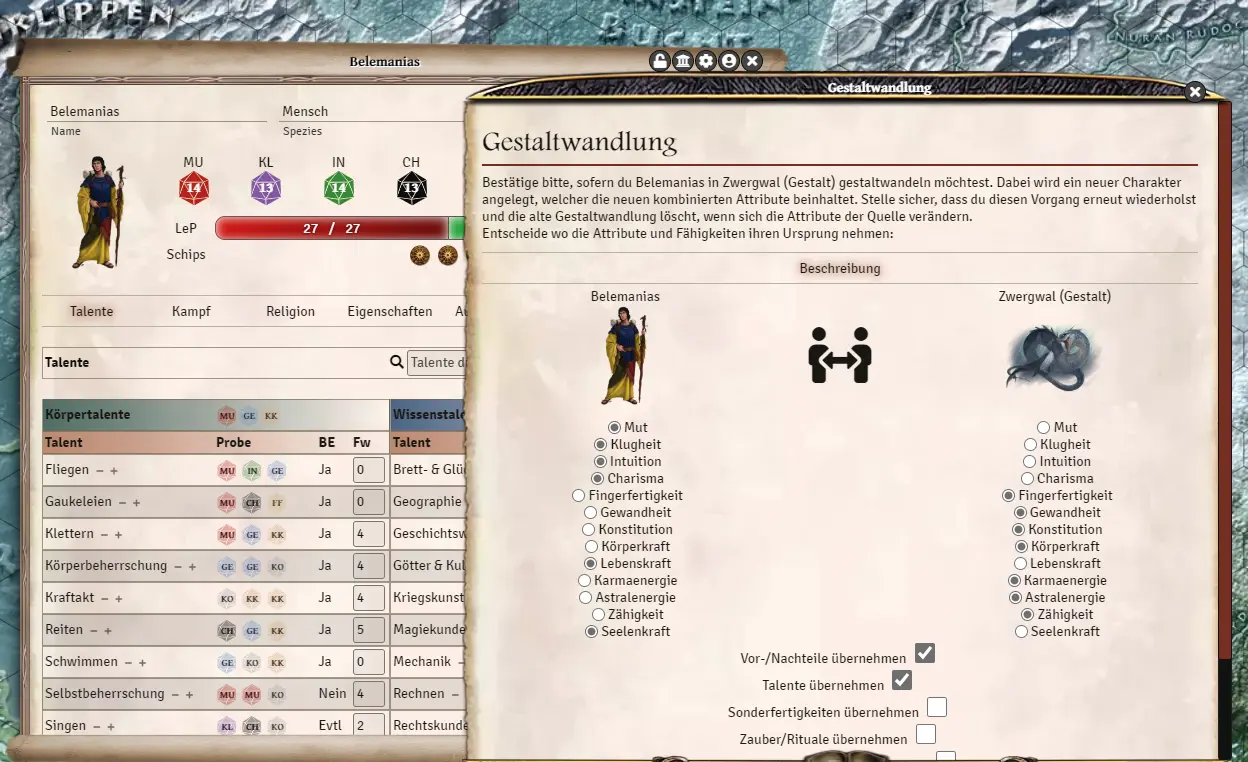 KLIPPEN
NURAN RUDO
Belemanias
Belemanias
Name
Mensch
Spezies
MU
KL
IN
CH
14
13
14
13
LeP
27 / 27
Schips
Talente
Kampf
Religion
Eigenschaften
Talente
Talente d
Körpertalente
MU GE KK
Wissenstale
Talent
Probe
BE
Fw
Talent
Fliegen − +
MU IN GE
Ja
0
Brett- & Glü
Gaukeleien − +
MU CH FF
Ja
0
Geographie
Klettern − +
MU GE KK
Ja
4
Geschichtsw
Körperbeherrschung − +
GE GE KO
Ja
4
Götter & Kul
Kraftakt − +
KO KK KK
Ja
4
Kriegskunst
Reiten − +
CH GE KK
Ja
5
Magiekunde
Schwimmen − +
GE KO KK
Ja
0
Mechanik −
Selbstbeherrschung − +
MU MU KO
Nein
4
Rechnen −
Singen − +
KL CH KO
Evtl
2
Rechtskunde
Gestaltwandlung
Gestaltwandlung
Bestätige bitte, sofern du Belemanias in Zwergwal (Gestalt) gestaltwandeln möchtest. Dabei wird ein neuer Charakter
angelegt, welcher die neuen kombinierten Attribute beinhaltet. Stelle sicher, dass du diesen Vorgang erneut wiederholst
und die alte Gestaltwandlung löscht, wenn sich die Attribute der Quelle verändern.
Entscheide wo die Attribute und Fähigkeiten ihren Ursprung nehmen:
Beschreibung
Belemanias
Mut
Klugheit
Intuition
Charisma
Fingerfertigkeit
Gewandheit
Konstitution
Körperkraft
Lebenskraft
Karmaenergie
Astralenergie
Zähigkeit
Seelenkraft
Zwergwal (Gestalt)
Mut
Klugheit
Intuition
Charisma
Fingerfertigkeit
Gewandheit
Konstitution
Körperkraft
Lebenskraft
Karmaenergie
Astralenergie
Zähigkeit
Seelenkraft
Vor-/Nachteile übernehmen
Talente übernehmen
Sonderfertigkeiten übernehmen
Zauber/Rituale übernehmen